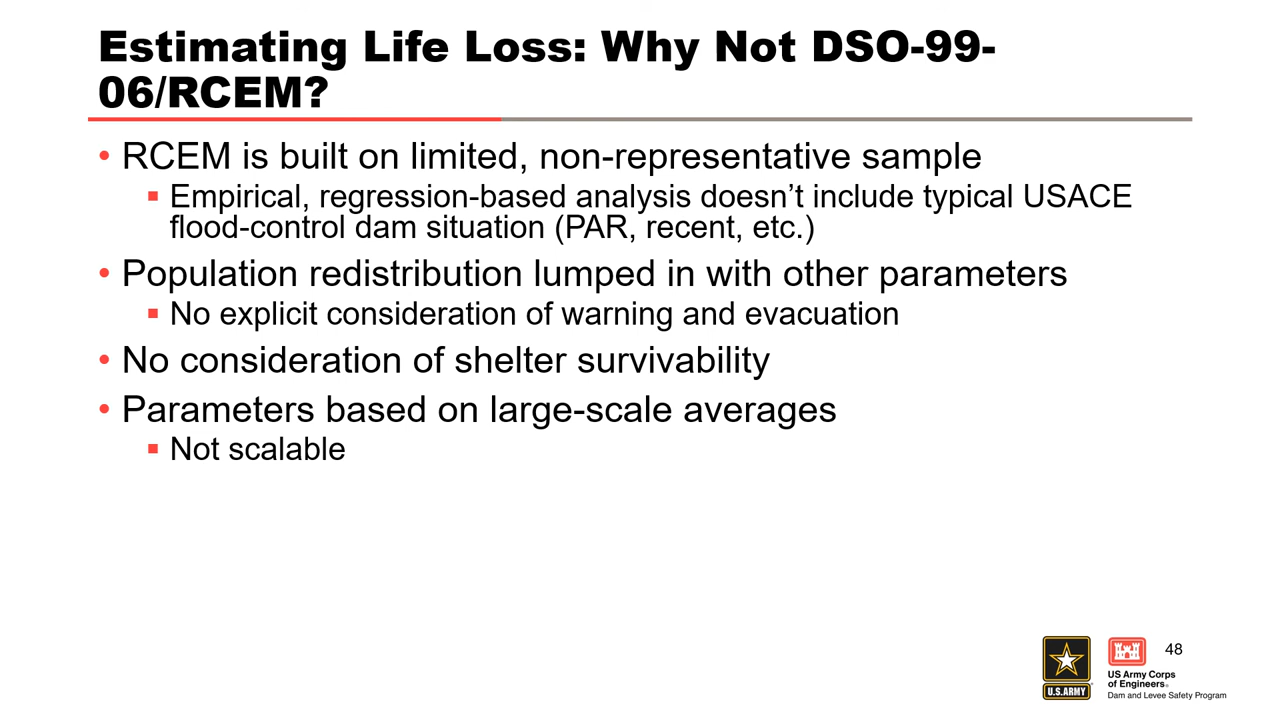 Estimating Life Loss: Why Not DSO-99-
06/RCEM?
• RCEM is built on limited, non-representative sample
▪ Empirical, regression-based analysis doesn’t include typical USACE
flood-control dam situation (PAR, recent, etc.)
• Population redistribution lumped in with other parameters
▪ No explicit consideration of warning and evacuation
• No consideration of shelter survivability
• Parameters based on large-scale averages
▪ Not scalable
48
U.S.ARMY
US Army Corps
of Engineers®
Dam and Levee Safety Program